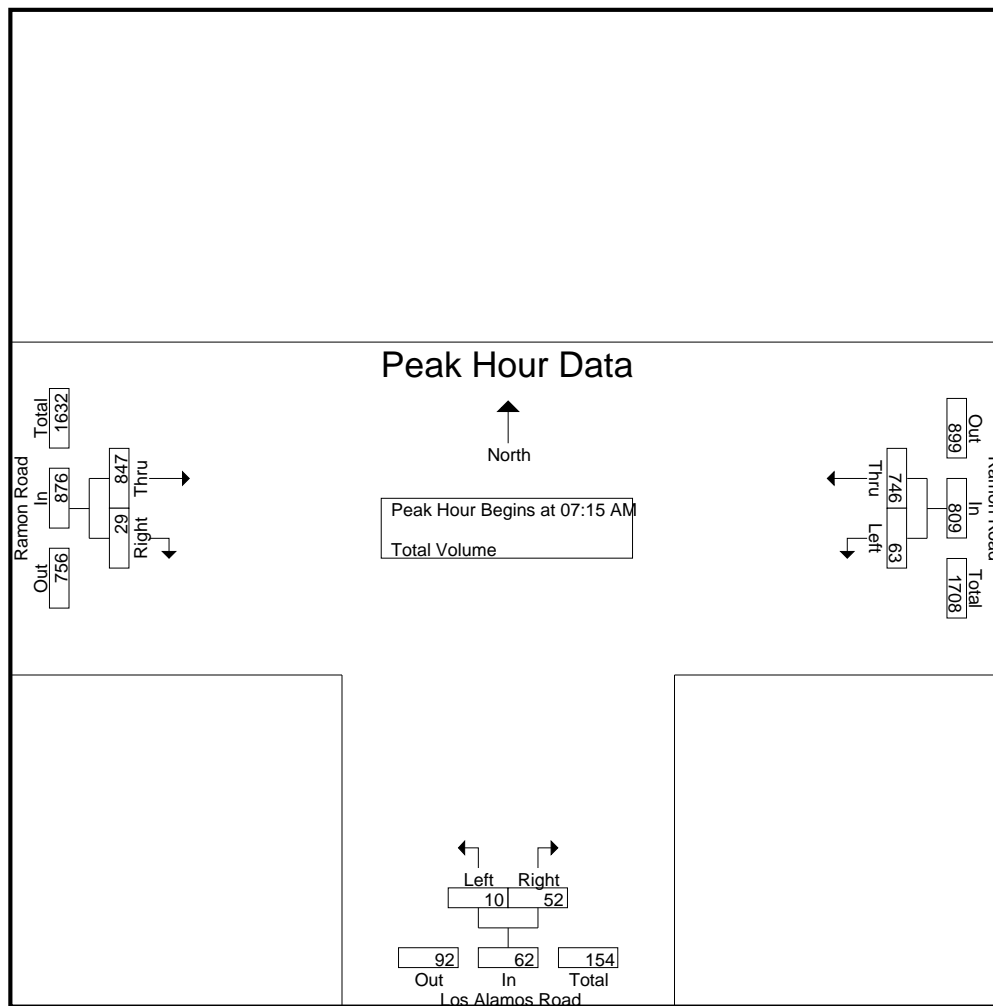 Peak Hour Data
North
Peak Hour Begins at 07:15 AM
Total Volume
Ramon Road
Total
1632
In
876
Out
756
847
Thru
29
Right
Out
899
In
809
Total
1708
Thru
746
Left
63
Ramon Road
Left Right
10 52
92 62 154
Out In Total
Los Alamos Road